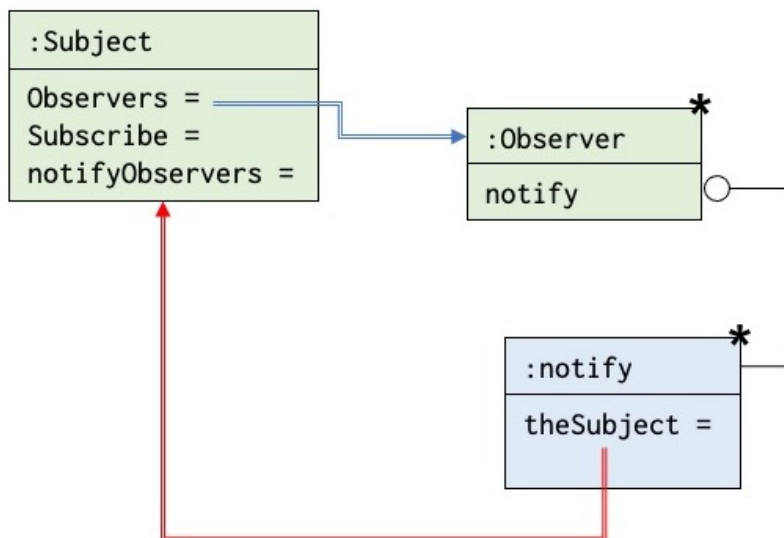 :Subject
Observers =
Subscribe =
notifyObservers =
*
:Observer
notify
*
:notify
theSubject =